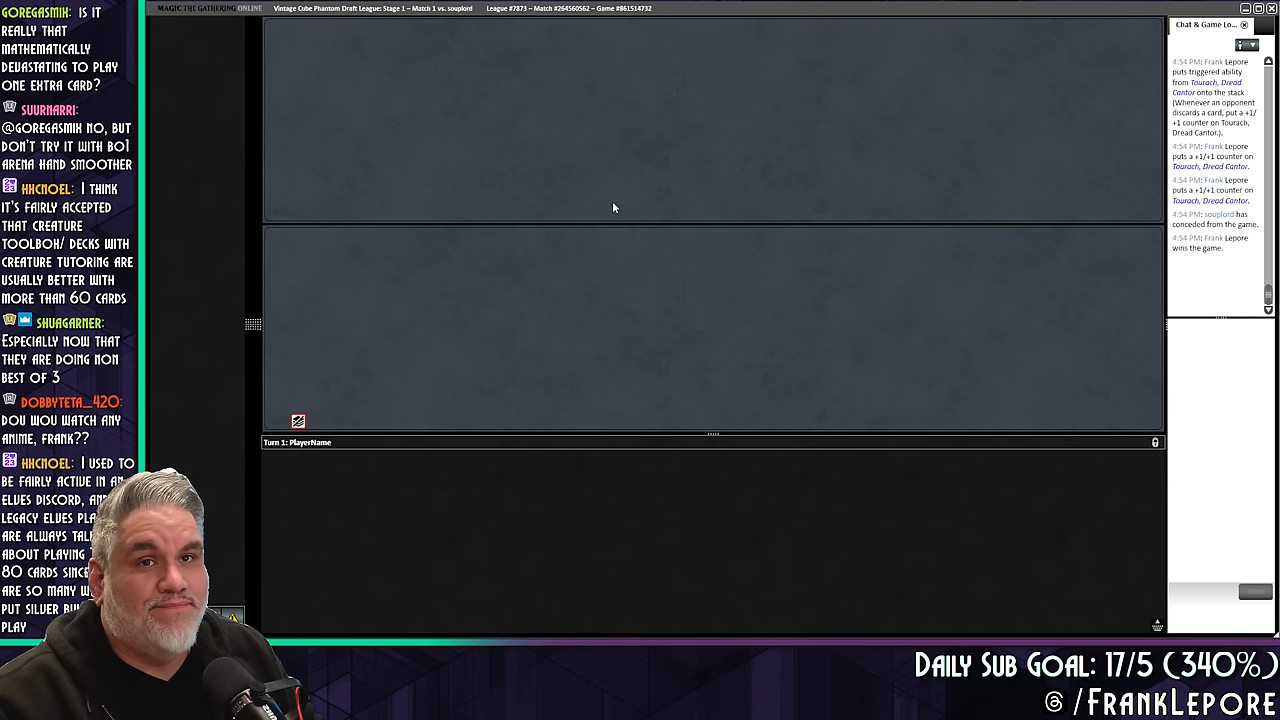 GOREGASMIX: IS IT
REALLY THAT
MATHEMATICALLY
DEVASTATING TO PLAY
ONE EXTRA CARD?
SUURNARRI:
@GOREGASMIX NO, BUT
DON'T TRY IT WITH BO1
ARENA HAND SMOOTHER
HKCNOEL: I THINK
IT'S FAIRLY ACCEPTED
THAT CREATURE
TOOLBOX/ DECKS WITH
CREATURE TUTORING ARE
USUALLY BETTER WITH
MORE THAN 60 CARDS
SHUAGARNER:
ESPECIALLY NOW THAT
THEY ARE DOING NON
BEST OF 3
DOBBYTETA_420:
DOU WOU WATCH ANY
ANIME, FRANK??
HKCNOEL: I USED TO
BE FAIRLY ACTIVE IN AN
ELVES DISCORD, AN
LEGACY ELVES PLA
ARE ALWAYS TAL
ABOUT PLAYING
80 CARDS SINCE
ARE SO MANY W
PUT SILVER BU
PLAY
MAGIC: THE GATHERING ONLINE
Vintage Cube Phantom Draft League: Stage 1 – Match 1 vs. souplord League #7873 – Match #264560562 – Game #861514732
Chat & Game Lo...
4:54 PM: Frank Lepore
puts triggered ability
from Tourach, Dread
Cantor onto the stack
(Whenever an opponent
discards a card, put a +1/
+1 counter on Tourach,
Dread Cantor.).
4:54 PM: Frank Lepore
puts a +1/+1 counter on
Tourach, Dread Cantor.
4:54 PM: Frank Lepore
puts a +1/+1 counter on
Tourach, Dread Cantor.
4:54 PM: souplord has
conceded from the game.
4:54 PM: Frank Lepore
wins the game.
Turn 1: PlayerName
DAILY SUB GOAL: 17/5 (340%)
@/FRANKLEPORE